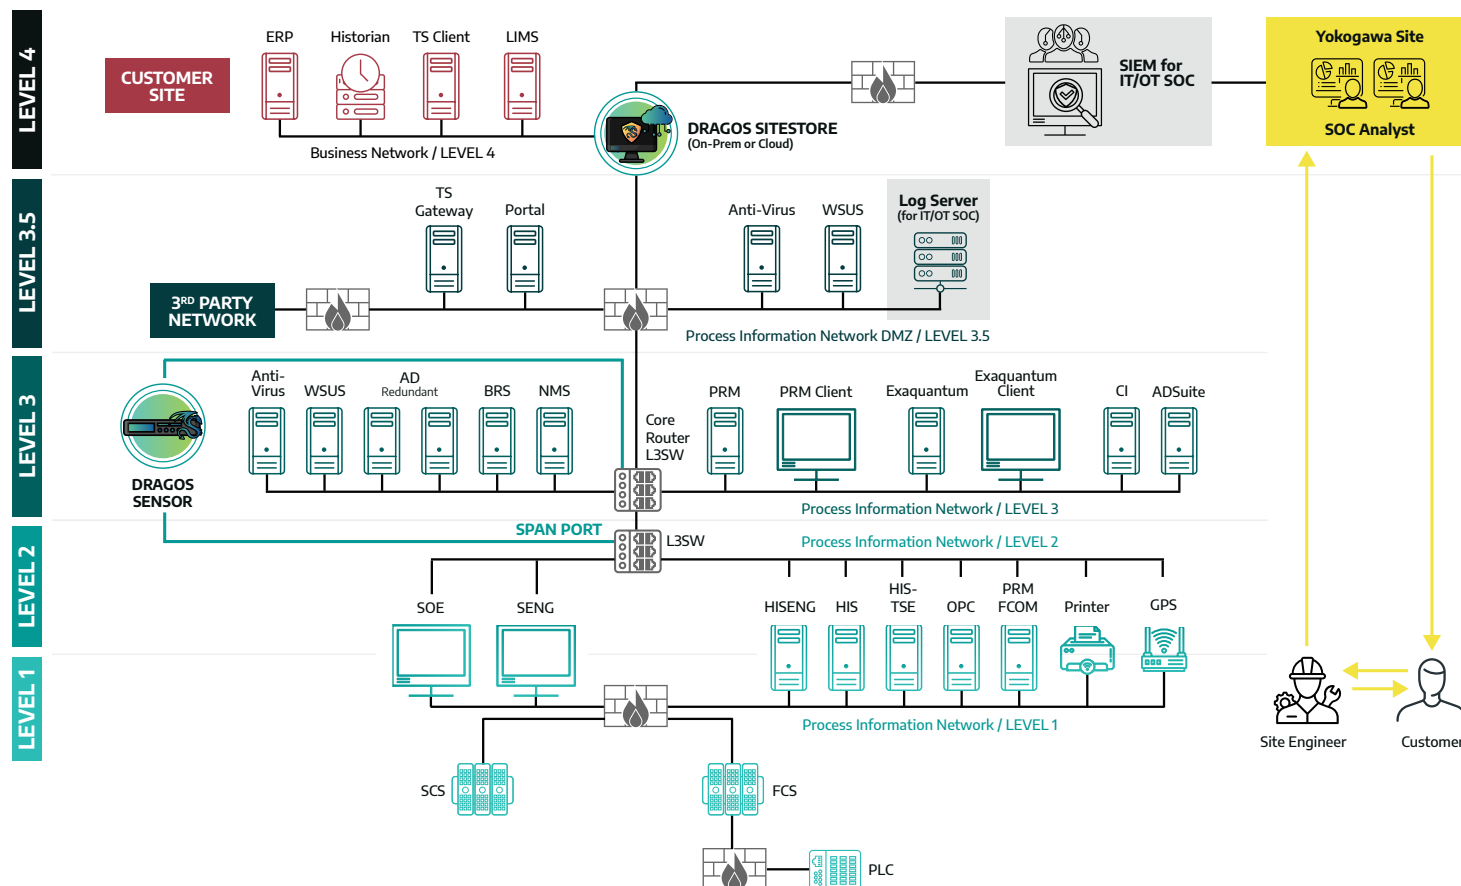 LEVEL 4
CUSTOMER
SITE
ERP
Historian
TS Client
LIMS
Business Network / LEVEL 4
DRAGOS SITESTORE
(On-Prem or Cloud)
SIEM for
IT/OT SOC
Yokogawa Site
SOC Analyst
LEVEL 3.5
TS
Gateway
Portal
Anti-Virus
WSUS
Log Server
(for IT/OT SOC)
3RD PARTY
NETWORK
Process Information Network DMZ / LEVEL 3.5
LEVEL 3
DRAGOS
SENSOR
Anti-
Virus
WSUS
AD
Redundant
BRS
NMS
Core
Router
L3SW
PRM
PRM Client
Exaquantum
Exaquantum
Client
CI
ADSuite
Process Information Network / LEVEL 3
LEVEL 2
SPAN PORT
L3SW
Process Information Network / LEVEL 2
SOE
SENG
HISENG
HIS
HIS-
TSE
OPC
PRM
FCOM
Printer
GPS
LEVEL 1
Process Information Network / LEVEL 1
Site Engineer
Customer
SCS
FCS
PLC